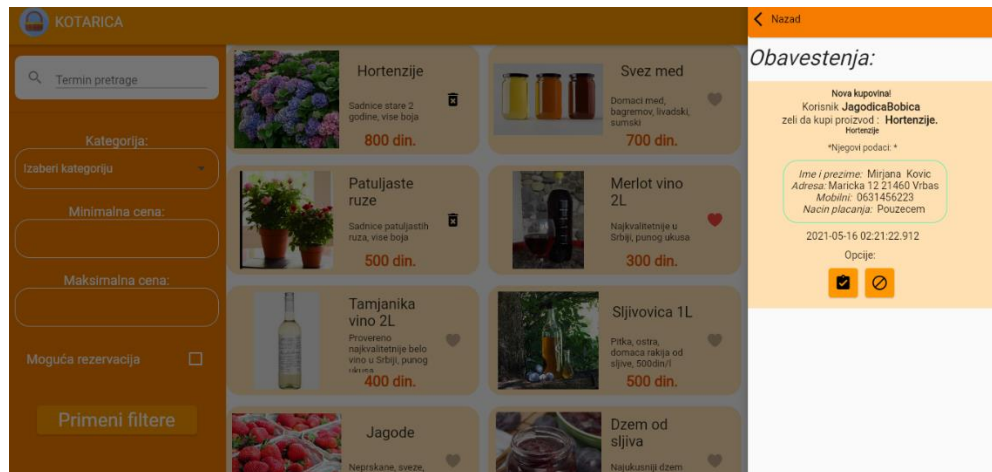 KOTARICA
Termin pretrage
Kategorija:
Izaberi kategoriju
Minimalna cena:
Maksimalna cena:
Moguća rezervacija
Primeni filtere
Hortenzije
Sadnice stare 2
godine, vise boja
800 din.
Svez med
Domaci med,
bagremov, livadski,
sumski
700 din.
Patuljaste
ruze
Sadnice patuljastih
ruza, vise boja
500 din.
Merlot vino
2L
Najkvalitetnije u
Srbiji, punog ukusa
300 din.
Tamjanika
vino 2L
Provereno
najkvalitetnije belo
vino u Srbiji, punog
ukusa
400 din.
Sljivovica 1L
Pitka, ostra,
domaca rakija od
sljive, 500din/l
500 din.
Jagode
Neprskane, sveze,
Dzem od
sljiva
Najukusniji dzem
Nazad
Obavestenja:
Nova kupovina!
Korisnik JagodicaBobica
zeli da kupi proizvod : Hortenzije.
Hortenzije
*Njegovi podaci: *
Ime i prezime: Mirjana Kovic
Adresa: Maricka 12 21460 Vrbas
Mobilni: 0631456223
Nacin placanja: Pouzecem
2021-05-16 02:21:22.912
Opcije: